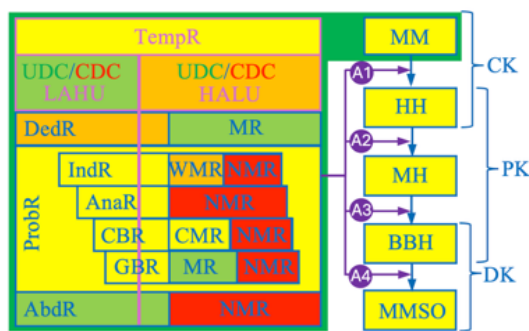 TempR
MM
UDC/CDC UDC/CDC
LAHU HALU
A1
CK
HH
DedR MR
A2
ProbR
IndR WMR NMR
MH
PK
AnaR NMR
A3
CBR CMR NMR
BBH
GBR MR NMR
A4
DK
AbdR NMR
MMSO